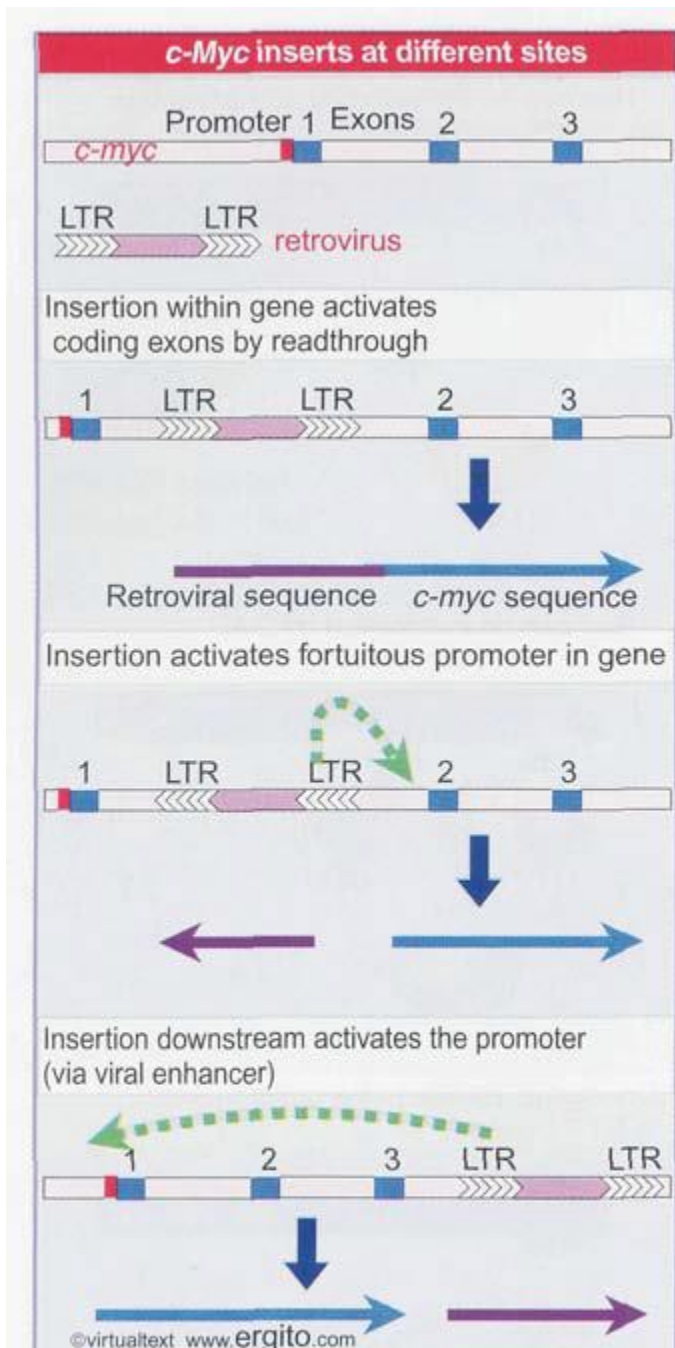 c-Myc inserts at different sites
Promoter 1 Exons 2 3
c-myc
LTR LTR
retrovirus
Insertion within gene activates
coding exons by readthrough
1 LTR LTR 2 3
Retroviral sequence c-myc sequence
Insertion activates fortuitous promoter in gene
1 LTR LTR 2 3
Insertion downstream activates the promoter
(via viral enhancer)
1 2 3 LTR LTR
©virtualtext www.ergito.com